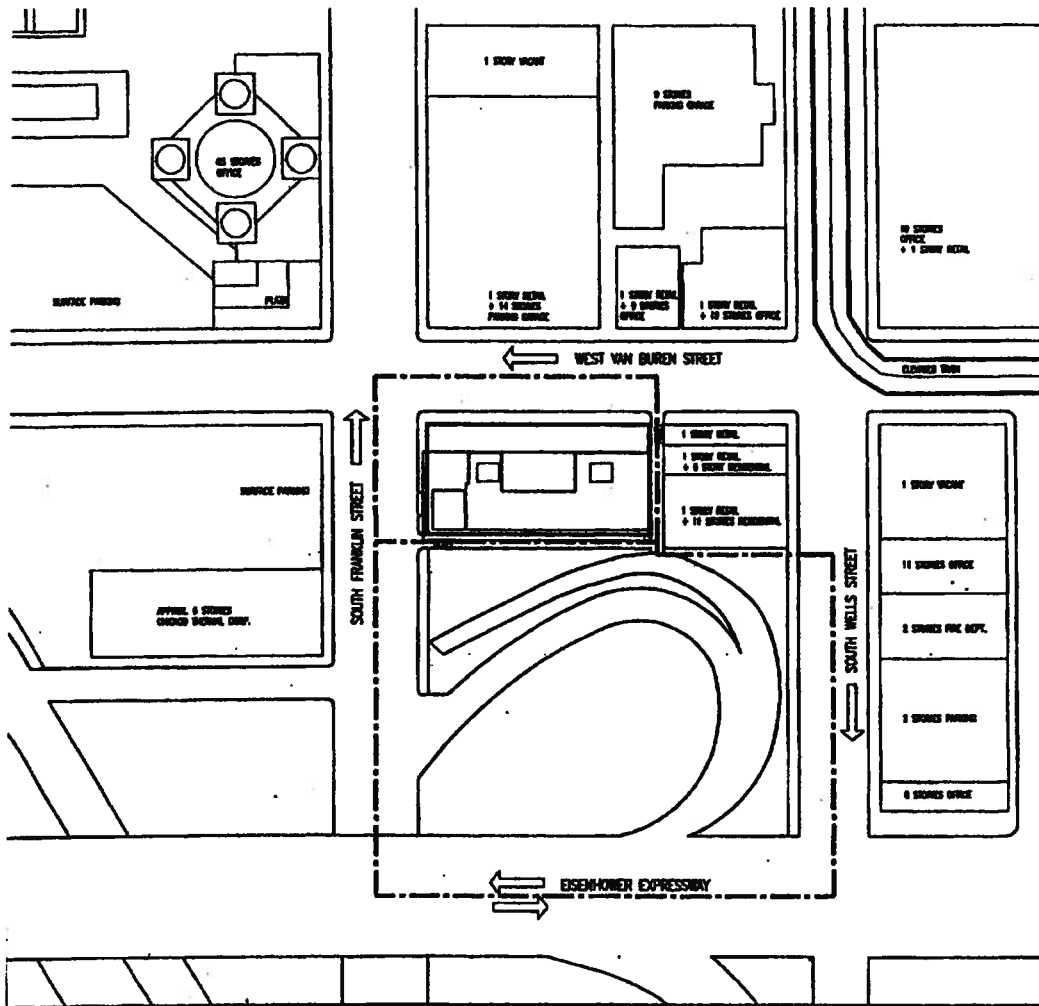 1 STORY VACANT
9 STORIES
PARKING GARAGE
65 STORIES
OFFICE
10 STORIES
OFFICE
+ 1 STORY RETAIL
SURFACE PARKING
PLAZA
1 STORY RETAIL
+ 14 STORIES
PARKING GARAGE
1 STORY RETAIL
+ 9 STORIES
OFFICE
1 STORY RETAIL
+ 19 STORIES OFFICE
WEST VAN BUREN STREET
ELEVATED TRAIN
SOUTH FRANKLIN STREET
SURFACE PARKING
1 STORY RETAIL
1 STORY RETAIL
+ 6 STORY RESIDENTIAL
1 STORY RETAIL
+ 11 STORIES RESIDENTIAL
1 STORY VACANT
11 STORIES OFFICE
SOUTH WELLS STREET
APPROX. 6 STORIES
CHICAGO THERMAL CORP.
2 STORIES FIRE DEPT.
3 STORIES PARKING
6 STORIES OFFICE
EISENHOWER EXPRESSWAY